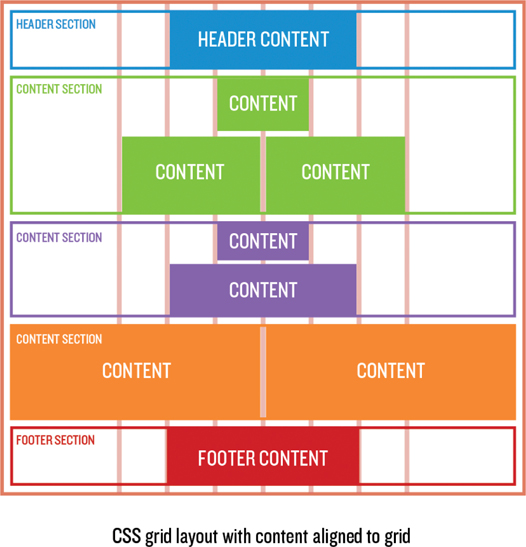 HEADER SECTION
HEADER CONTENT
CONTENT SECTION
CONTENT
CONTENT
CONTENT
CONTENT SECTION
CONTENT
CONTENT
CONTENT SECTION
CONTENT
CONTENT
FOOTER SECTION
FOOTER CONTENT
CSS grid layout with content aligned to grid